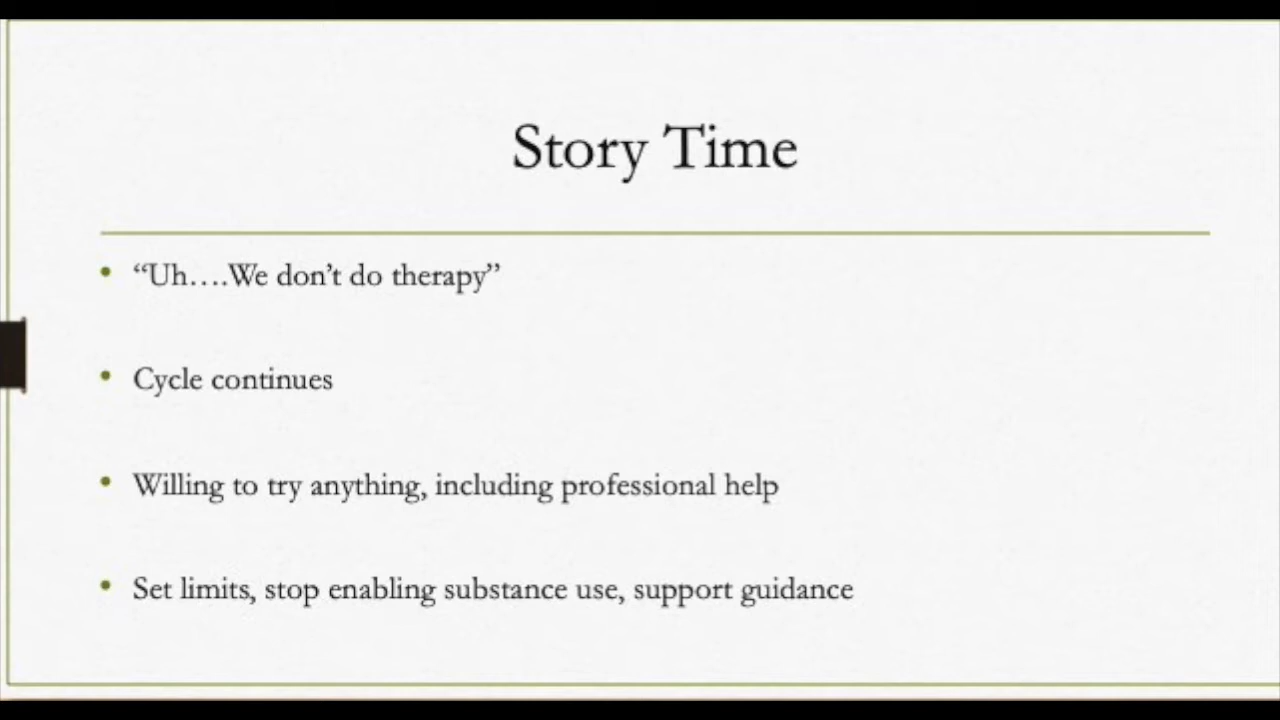 Story Time
• “Uh….We don’t do therapy”
• Cycle continues
• Willing to try anything, including professional help
• Set limits, stop enabling substance use, support guidance